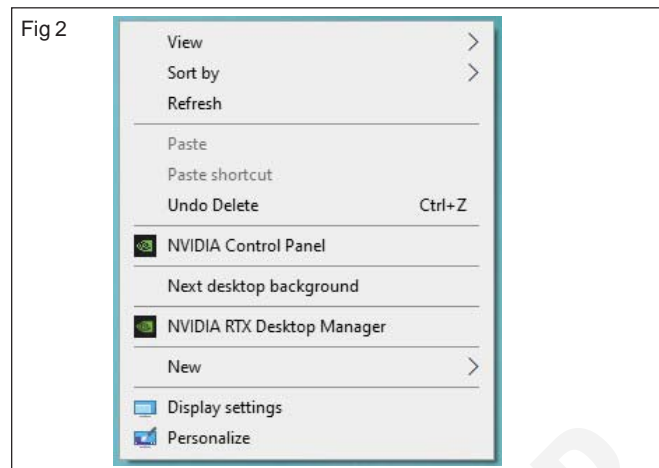 Fig 2
View
Sort by
Refresh
Paste
Paste shortcut
Undo Delete Ctrl+Z
NVIDIA Control Panel
Next desktop background
NVIDIA RTX Desktop Manager
New
Display settings
Personalize